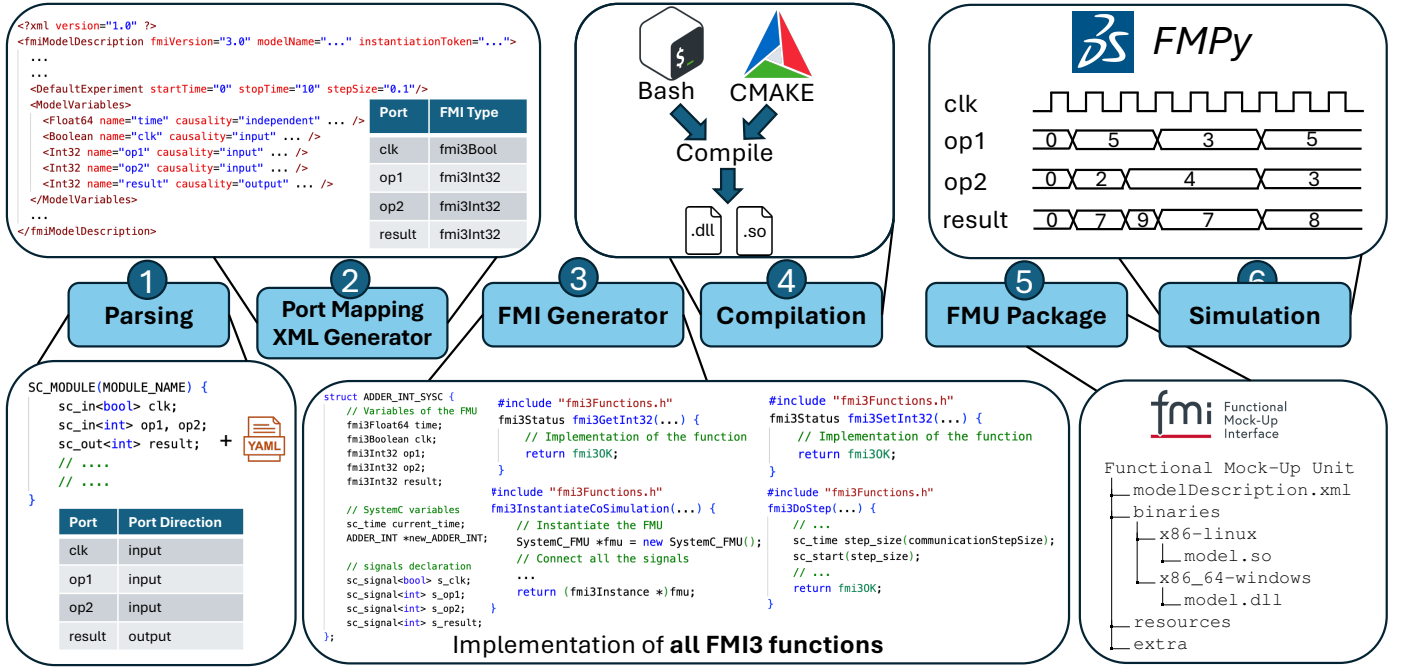 <?xml version="1.0" ?>
<fmiModelDescription fmiVersion="3.0" modelName="..." instantiationToken="...">
...
...
<DefaultExperiment startTime="0" stopTime="10" stepSize="0.1"/>
<ModelVariables>
<Float64 name="time" causality="independent" ... />
<Boolean name="clk" causality="input" ... />
<Int32 name="op1" causality="input" ... />
<Int32 name="op2" causality="input" ... />
<Int32 name="result" causality="output" ... />
</ModelVariables>
...
</fmiModelDescription>
Port FMI Type
clk fmi3Bool
op1 fmi3Int32
op2 fmi3Int32
result fmi3Int32
$_
Bash CMAKE
Compile
.dll .so
3S FMPy
clk
op1 0 5 3 5
op2 0 2 4 3
result 0 7 9 7 8
1
Parsing
2
Port Mapping
XML Generator
3
FMI Generator
4
Compilation
5
FMU Package
6
Simulation
SC_MODULE(MODULE_NAME) {
sc_in<bool> clk;
sc_in<int> op1, op2;
sc_out<int> result;
// ....
// ....
}
+ YAML
Port Port Direction
clk input
op1 input
op2 input
result output
struct ADDER_INT_SYSC {
// Variables of the FMU
fmi3Float64 time;
fmi3Boolean clk;
fmi3Int32 op1;
fmi3Int32 op2;
fmi3Int32 result;
// SystemC variables
sc_time current_time;
ADDER_INT *new_ADDER_INT;
// signals declaration
sc_signal<bool> s_clk;
sc_signal<int> s_op1;
sc_signal<int> s_op2;
sc_signal<int> s_result;
};
#include "fmi3Functions.h"
fmi3Status fmi3GetInt32(...) {
// Implementation of the function
return fmi3OK;
}
#include "fmi3Functions.h"
fmi3InstantiateCoSimulation(...) {
// Instantiate the FMU
SystemC_FMU *fmu = new SystemC_FMU();
// Connect all the signals
...
return (fmi3Instance *)fmu;
}
#include "fmi3Functions.h"
fmi3Status fmi3SetInt32(...) {
// Implementation of the function
return fmi3OK;
}
#include "fmi3Functions.h"
fmi3DoStep(...) {
// ...
sc_time step_size(communicationStepSize);
sc_start(step_size);
// ...
return fmi3OK;
}
Implementation of all FMI3 functions
fmi Functional
Mock-Up
Interface
Functional Mock-Up Unit
modelDescription.xml
binaries
x86-linux
model.so
x86_64-windows
model.dll
resources
extra